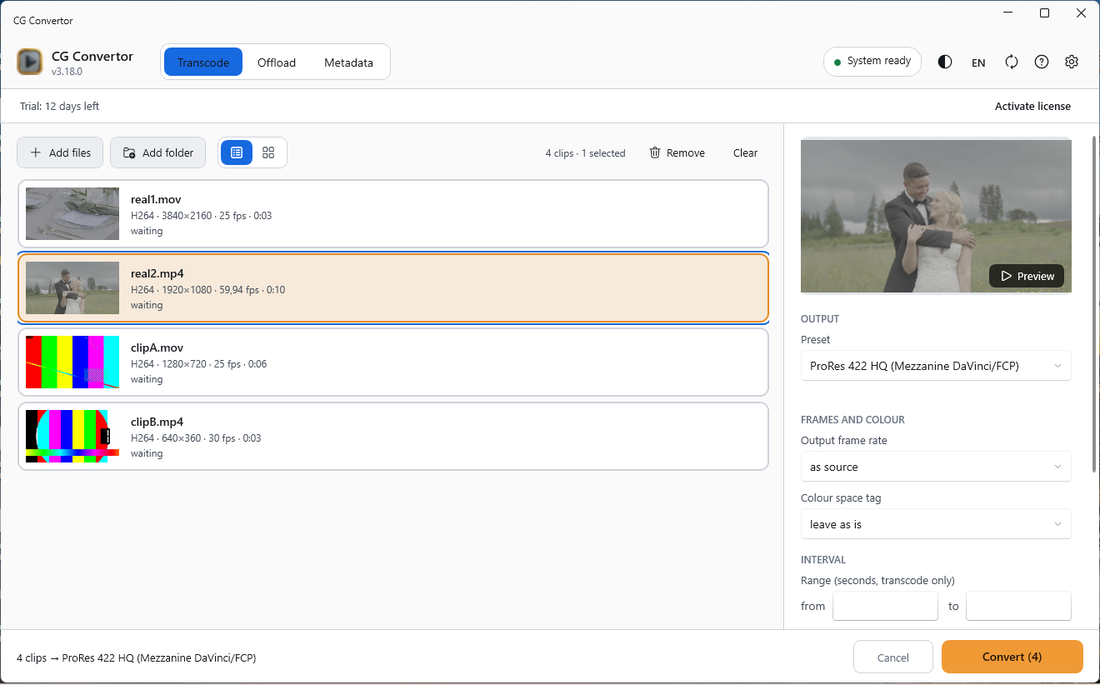 CG Convertor
CG Convertor
v3.18.0
Transcode
Offload
Metadata
System ready
EN
Trial: 12 days left
Activate license
Add files
Add folder
4 clips · 1 selected
Remove
Clear
real1.mov
H264 · 3840×2160 · 25 fps · 0:03
waiting
real2.mp4
H264 · 1920×1080 · 59,94 fps · 0:10
waiting
clipA.mov
H264 · 1280×720 · 25 fps · 0:06
waiting
clipB.mp4
H264 · 640×360 · 30 fps · 0:03
waiting
Preview
OUTPUT
Preset
ProRes 422 HQ (Mezzanine DaVinci/FCP)
FRAMES AND COLOUR
Output frame rate
as source
Colour space tag
leave as is
INTERVAL
Range (seconds, transcode only)
from
to
4 clips → ProRes 422 HQ (Mezzanine DaVinci/FCP)
Cancel
Convert (4)